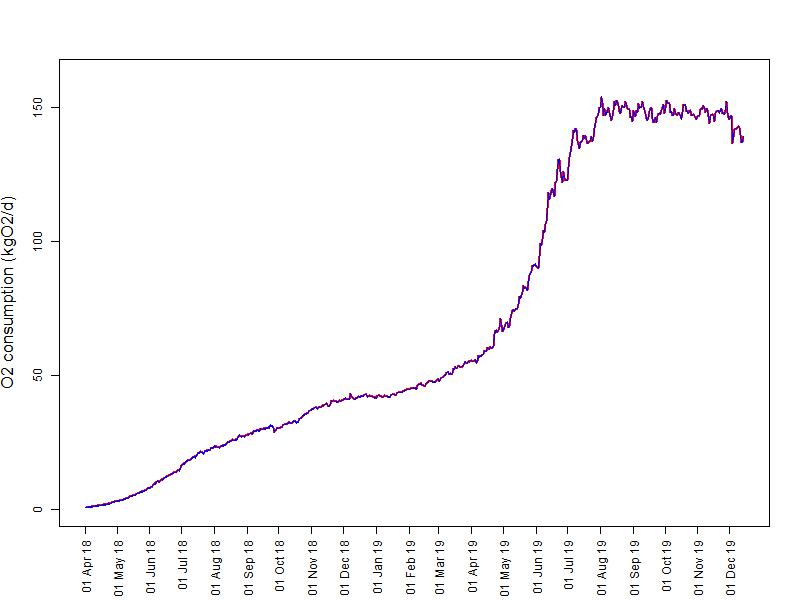 O2 consumption (kgO2/d)
150
100
50
0
01 Apr 18
01 May 18
01 Jun 18
01 Jul 18
01 Aug 18
01 Sep 18
01 Oct 18
01 Nov 18
01 Dec 18
01 Jan 19
01 Feb 19
01 Mar 19
01 Apr 19
01 May 19
01 Jun 19
01 Jul 19
01 Aug 19
01 Sep 19
01 Oct 19
01 Nov 19
01 Dec 19